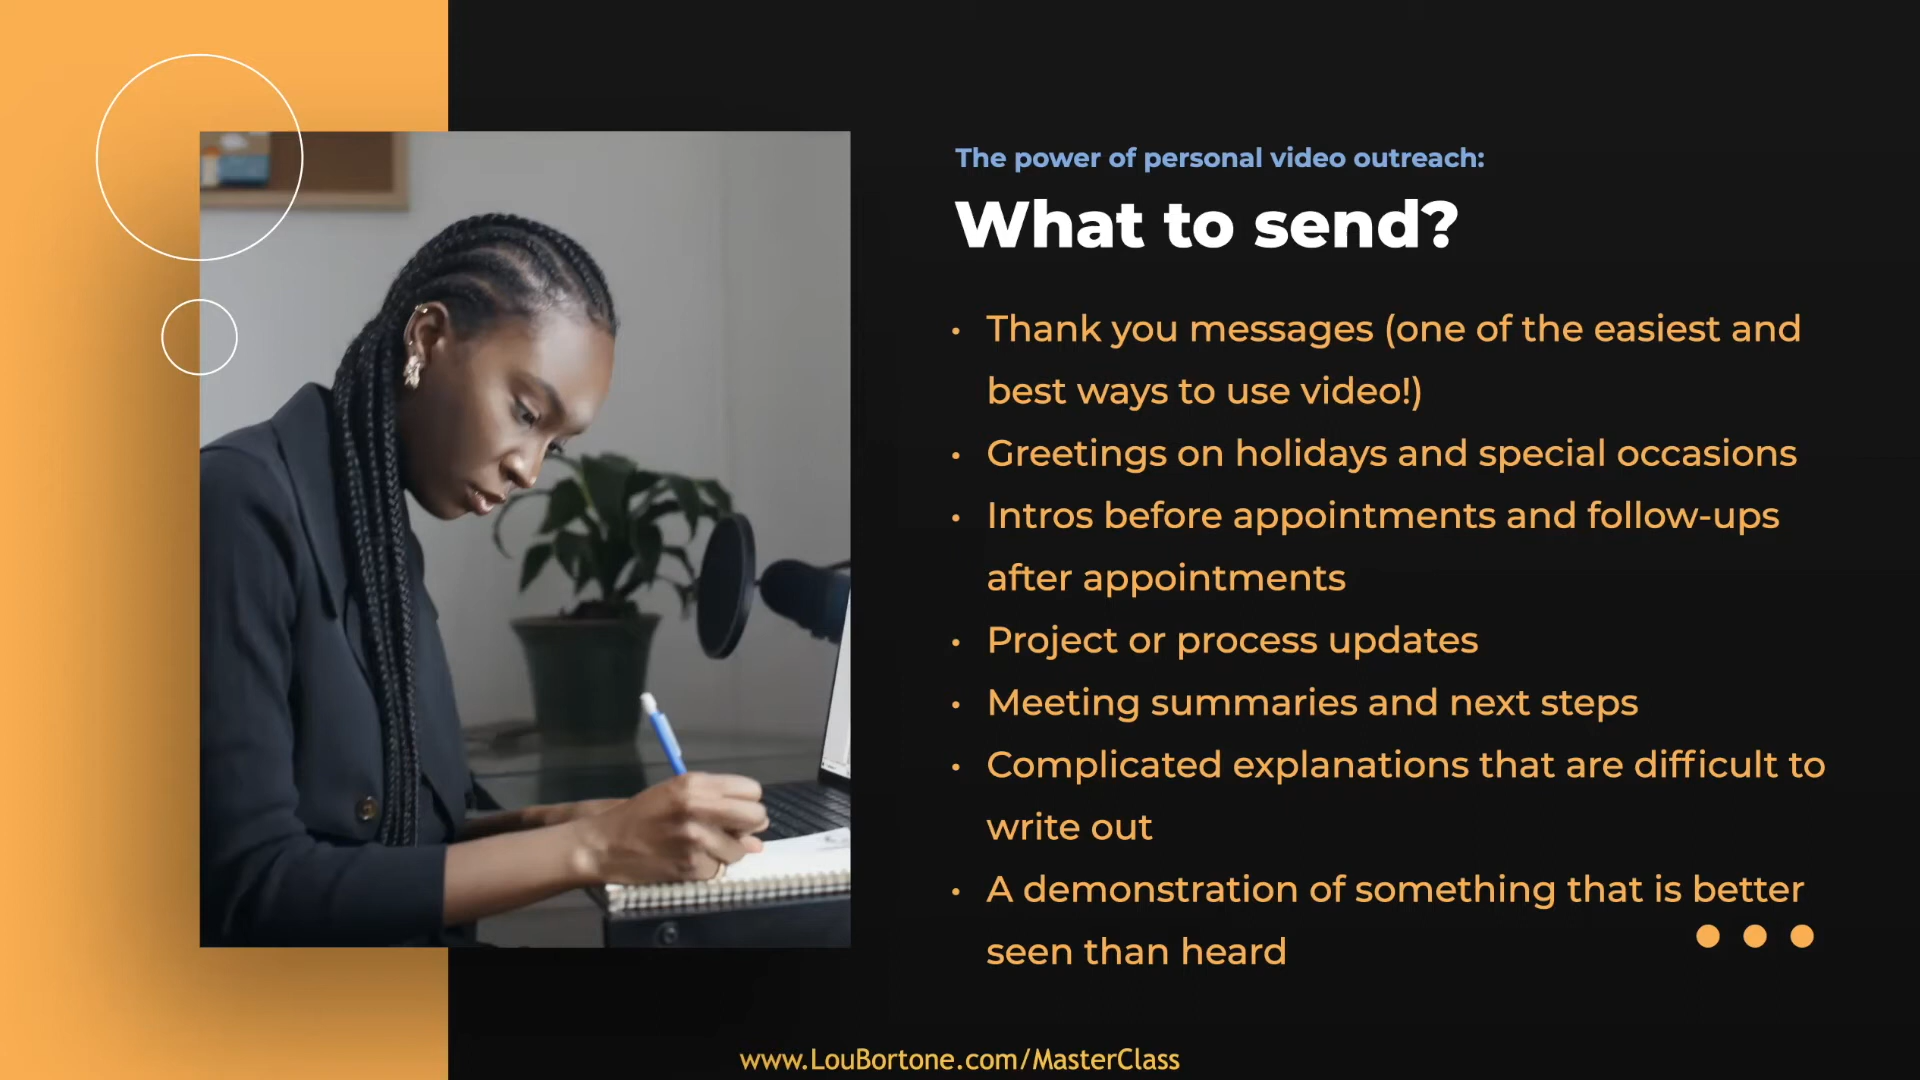 The power of personal video outreach:
What to send?
• Thank you messages (one of the easiest and
best ways to use video!)
• Greetings on holidays and special occasions
• Intros before appointments and follow-ups
after appointments
• Project or process updates
• Meeting summaries and next steps
• Complicated explanations that are difficult to
write out
• A demonstration of something that is better
seen than heard
www.LouBortone.com/MasterClass